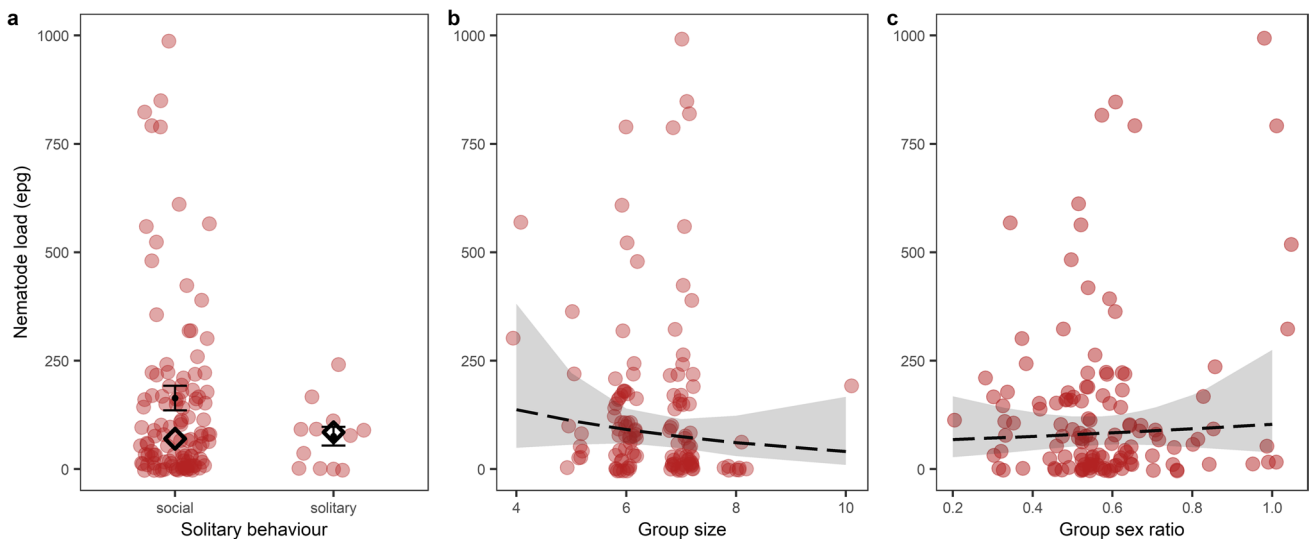 a
b
c
Nematode load (epg)
1000
750
500
250
0
social
solitary
Solitary behaviour
1000
750
500
250
0
4
6
8
10
Group size
1000
750
500
250
0
0.2
0.4
0.6
0.8
1.0
Group sex ratio